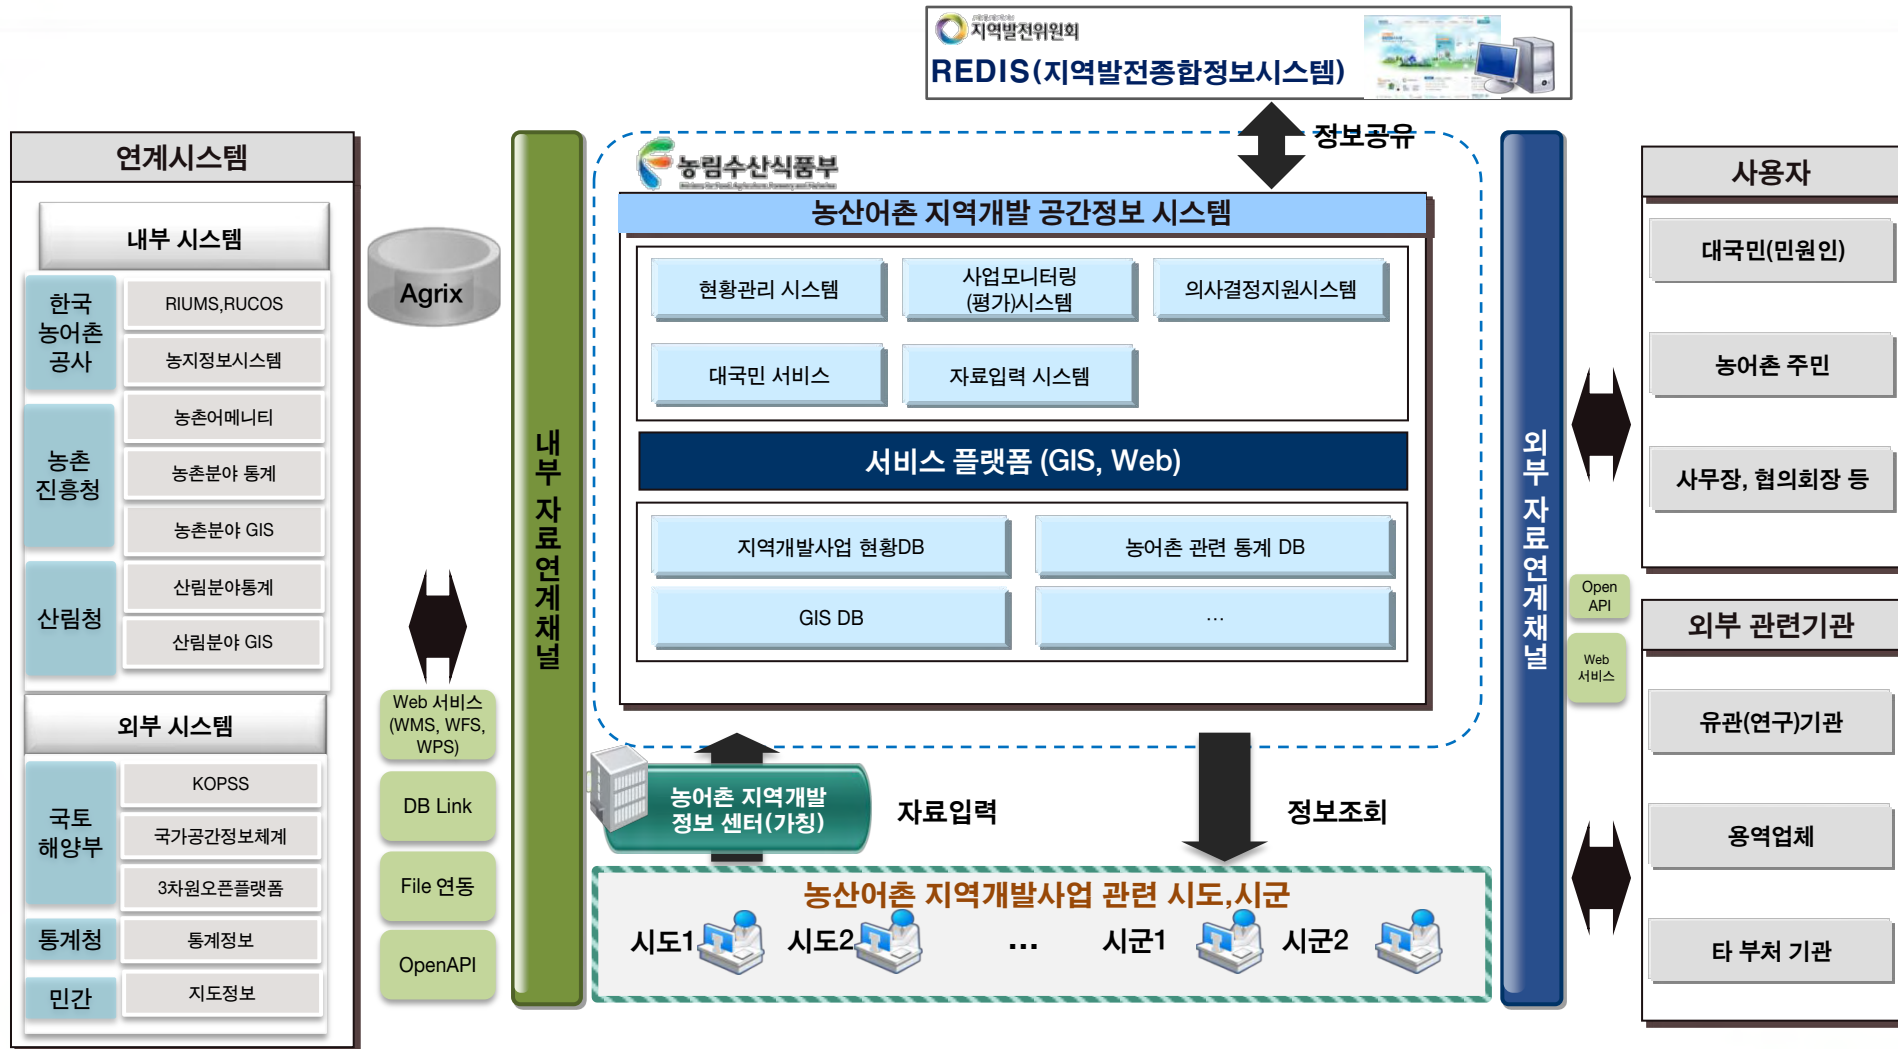 지역발전위원회
REDIS(지역발전종합정보시스템)
정보공유
연계시스템
내부 시스템
한국
농어촌
공사
RIUMS,RUCOS
농지정보시스템
농촌
진흥청
농촌어메니티
농촌분야 통계
농촌분야 GIS
산림청
산림분야통계
산림분야 GIS
외부 시스템
국토
해양부
KOPSS
국가공간정보체계
3차원오픈플랫폼
통계청
통계정보
민간
지도정보
Agrix
Web 서비스
(WMS, WFS,
WPS)
DB Link
File 연동
OpenAPI
내부 자료연계채널
농림수산식품부
농산어촌 지역개발 공간정보 시스템
현황관리 시스템
사업모니터링
(평가)시스템
의사결정지원시스템
대국민 서비스
자료입력 시스템
서비스 플랫폼 (GIS, Web)
지역개발사업 현황DB
농어촌 관련 통계 DB
GIS DB
...
농어촌 지역개발
정보 센터(가칭)
자료입력
정보조회
농산어촌 지역개발사업 관련 시도,시군
시도1
시도2
...
시군1
시군2
외부 자료연계채널
Open
API
Web
서비스
사용자
대국민(민원인)
농어촌 주민
사무장, 협의회장 등
외부 관련기관
유관(연구)기관
용역업체
타 부처 기관